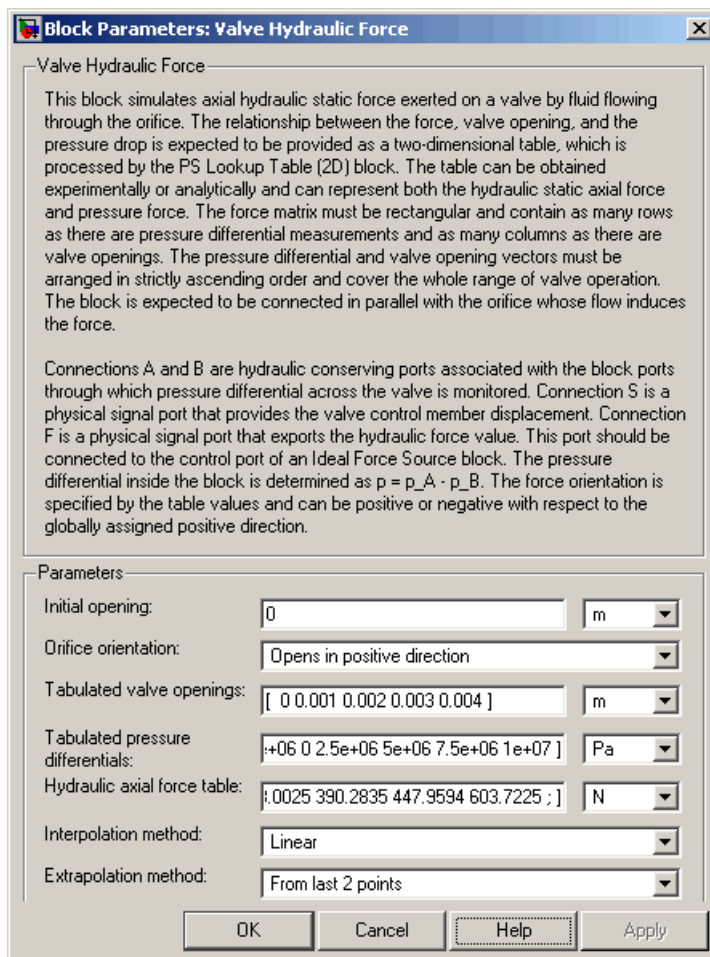 Block Parameters: Valve Hydraulic Force
Valve Hydraulic Force
This block simulates axial hydraulic static force exerted on a valve by fluid flowing
through the orifice. The relationship between the force, valve opening, and the
pressure drop is expected to be provided as a two-dimensional table, which is
processed by the PS Lookup Table (2D) block. The table can be obtained
experimentally or analytically and can represent both the hydraulic static axial force
and pressure force. The force matrix must be rectangular and contain as many rows
as there are pressure differential measurements and as many columns as there are
valve openings. The pressure differential and valve opening vectors must be
arranged in strictly ascending order and cover the whole range of valve operation.
The block is expected to be connected in parallel with the orifice whose flow induces
the force.
Connections A and B are hydraulic conserving ports associated with the block ports
through which pressure differential across the valve is monitored. Connection S is a
physical signal port that provides the valve control member displacement. Connection
F is a physical signal port that exports the hydraulic force value. This port should be
connected to the control port of an Ideal Force Source block. The pressure
differential inside the block is determined as p = p_A - p_B. The force orientation is
specified by the table values and can be positive or negative with respect to the
globally assigned positive direction.
Parameters
Initial opening: 0 m
Orifice orientation: Opens in positive direction
Tabulated valve openings: [ 0 0.001 0.002 0.003 0.004 ] m
Tabulated pressure
differentials: +06 0 2.5e+06 5e+06 7.5e+06 1e+07 ] Pa
Hydraulic axial force table: .0025 390.2835 447.9594 603.7225 ; ] N
Interpolation method: Linear
Extrapolation method: From last 2 points
OK Cancel Help Apply